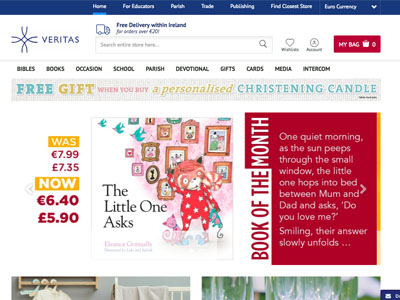 Home For Educators Parish Trade Publishing Find Closest Store Euro Currency
VERITAS
Free Delivery within Ireland
for orders over €20!
Search entire store here...
Wishlists
Account
MY BAG 0
BIBLES BOOKS OCCASION SCHOOL PARISH DEVOTIONAL GIFTS CARDS MEDIA INTERCOM
FREE GIFT WHEN YOU BUY a personalised CHRISTENING CANDLE
WAS
€7.99
£7.35
NOW
€6.40
£5.90
The
Little One
Asks
Eleanor Gormally
BOOK OF THE MONTH
One quiet morning,
as the sun peeps
through the small
window, the little
one hops into bed
between Mum and
Dad and asks, ‘Do
you love me?’
Smiling, their answer
slowly unfolds …